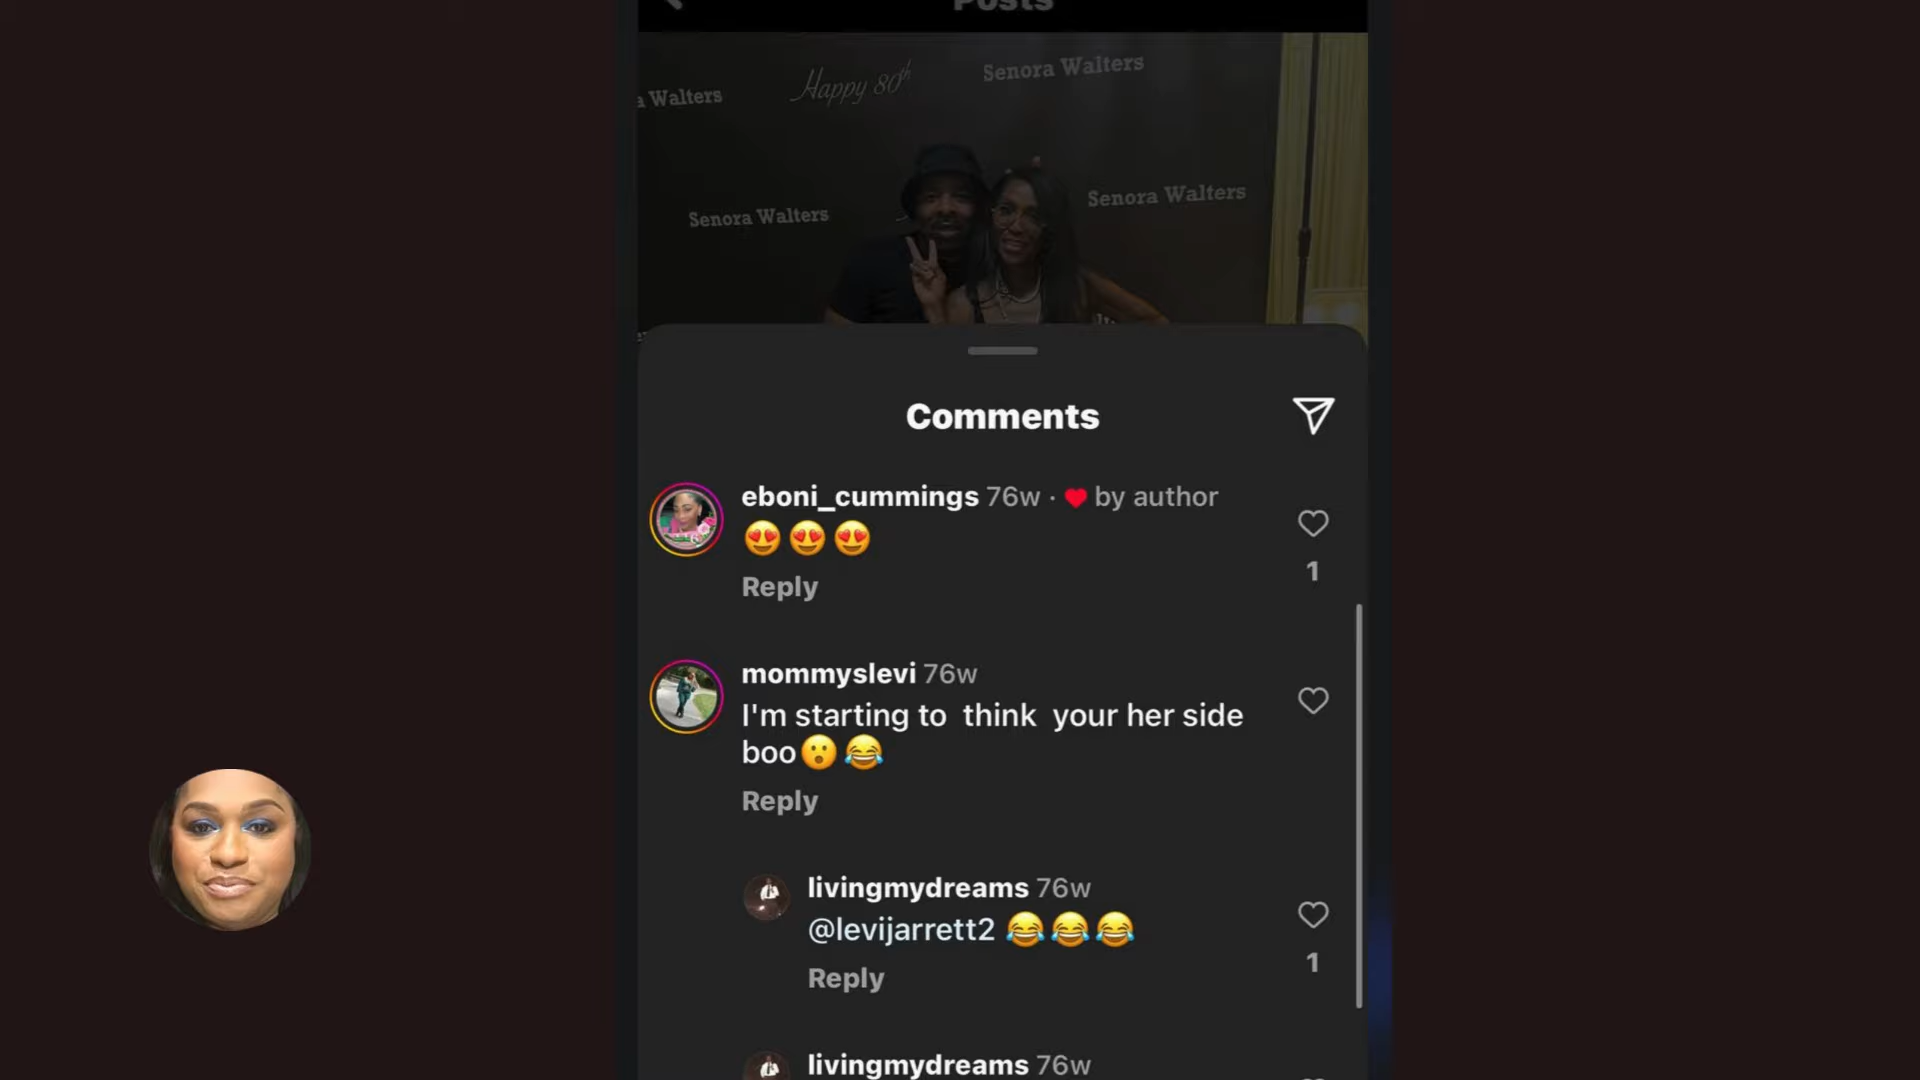 Posts
Happy 80th
Senora Walters
a Walters
Senora Walters
Senora Walters
Comments
eboni_cummings 76w · ❤ by author
😍😍😍
Reply
1
mommyslevi 76w
I'm starting to think your her side
boo😮😂
Reply
livingmydreams 76w
@levijarrett2 😂😂😂
Reply
1
livingmydreams 76w